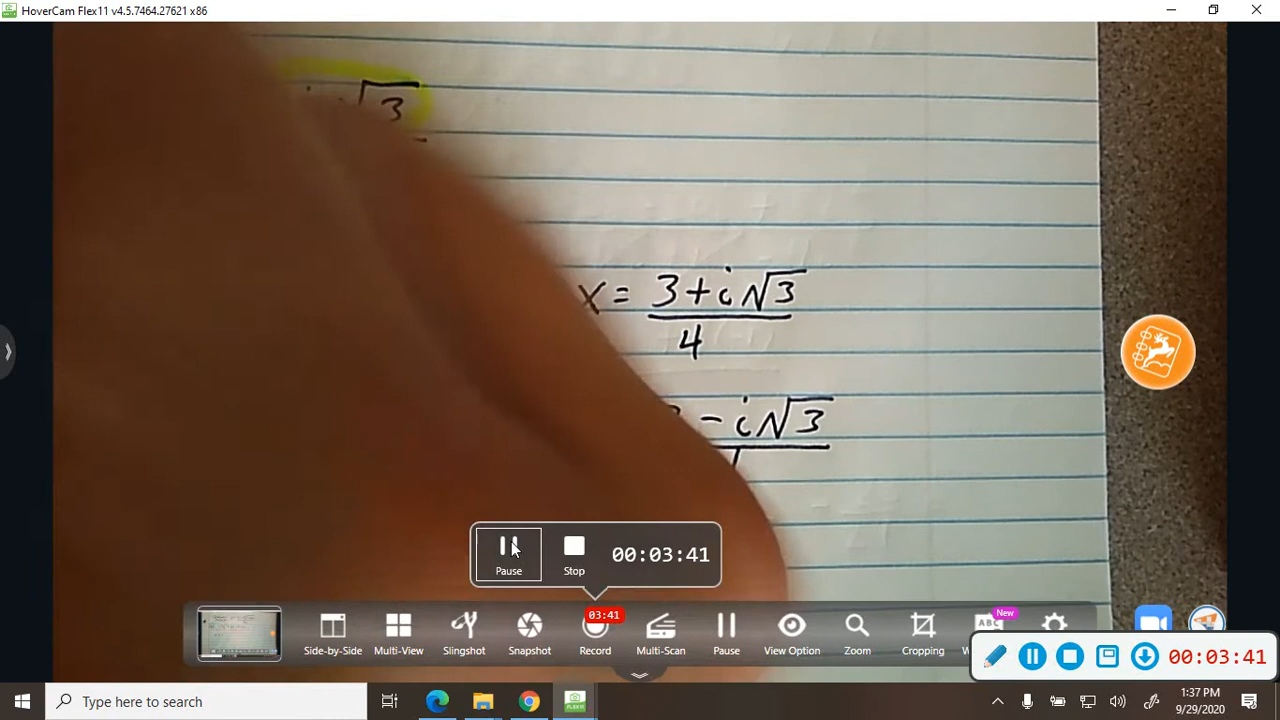 HoverCam Flex11 v4.5.7464.27621 x86
i √3
x = 3 + i√3
4
- i√3
Pause Stop 00:03:41
New
03:41
Side-by-Side Multi-View Slingshot Snapshot Record Multi-Scan Pause View Option Zoom Cropping
ABC
00:03:41
FLEX11
Type here to search
1:37 PM
9/29/2020